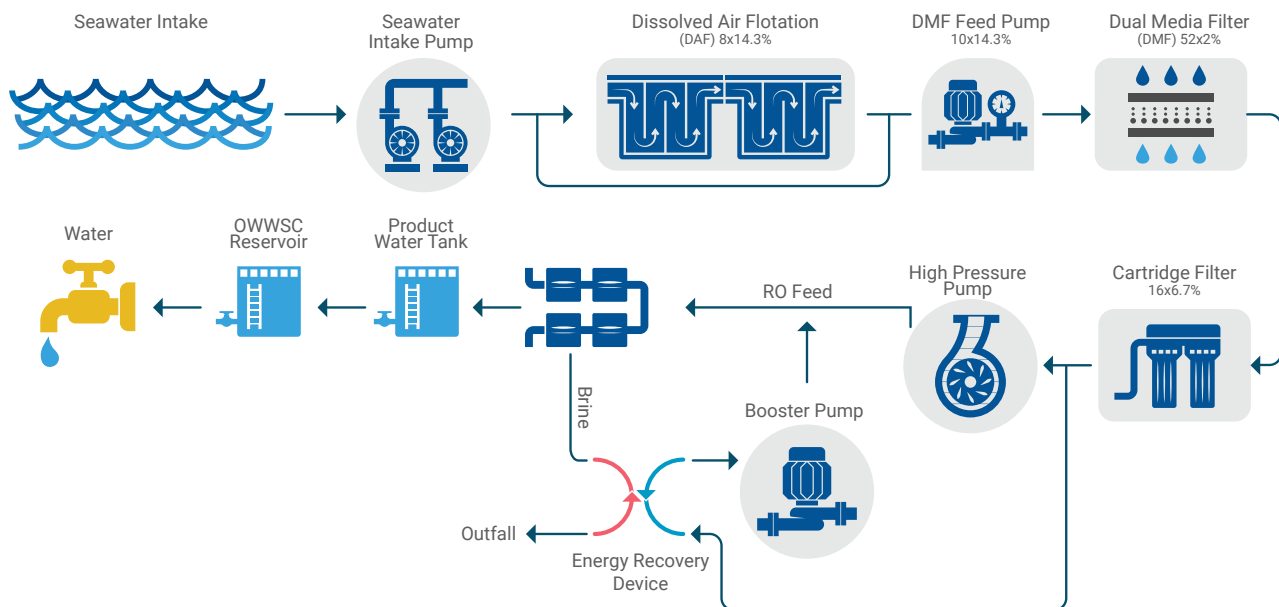 Seawater Intake
Seawater
Intake Pump
Dissolved Air Flotation
(DAF) 8x14.3%
DMF Feed Pump
10x14.3%
Dual Media Filter
(DMF) 52x2%
Water
OWWSC
Reservoir
Product
Water Tank
RO Feed
High Pressure
Pump
Cartridge Filter
16x6.7%
Brine
Booster Pump
Outfall
Energy Recovery
Device